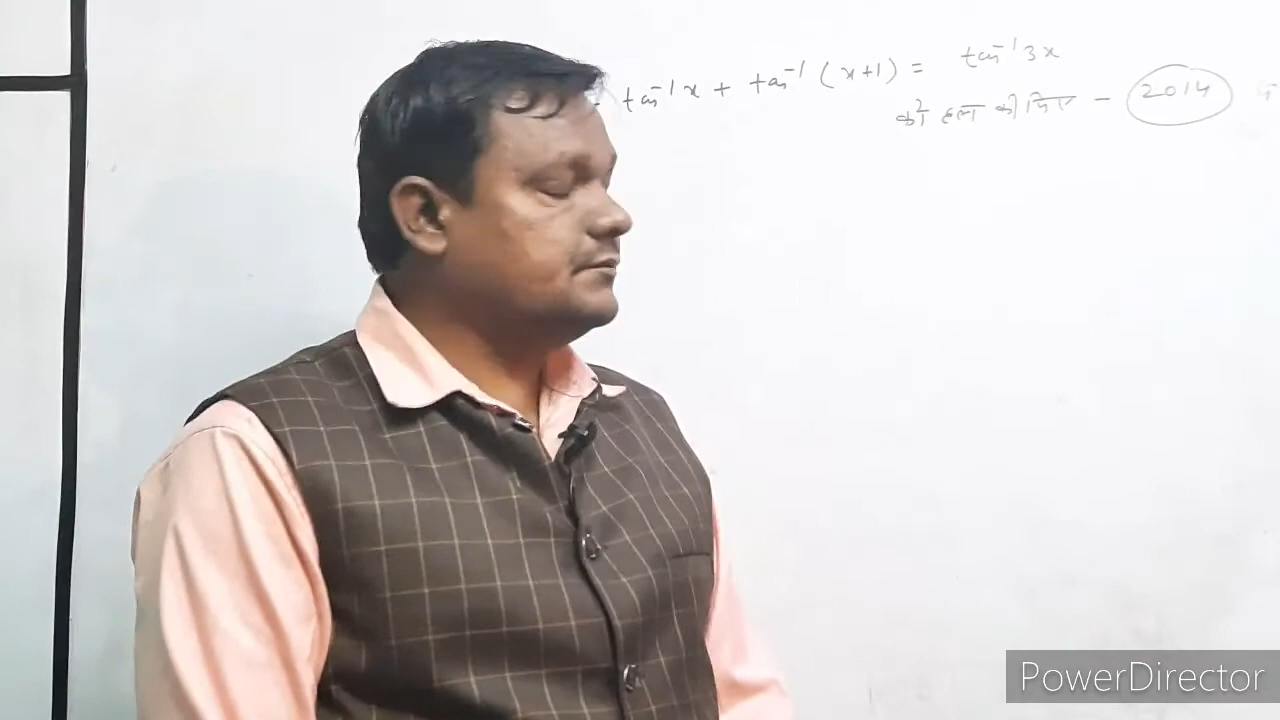 tan⁻¹x + tan⁻¹(x+1) = tan⁻¹3x
को हल कीजिए - 2014
PowerDirector